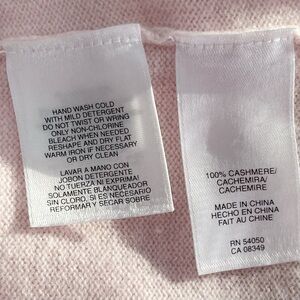 HAND WASH COLD
WITH MILD DETERGENT
DO NOT TWIST OR WRING
ONLY NON-CHLORINE
BLEACH WHEN NEEDED
RESHAPE AND DRY FLAT
WARM IRON IF NECESSARY
OR DRY CLEAN
LAVAR A MANO CON
JOBON DETERGENTE
NO TUERZA NI EXPRIMA!
SOLAMENTE BLANQUEADOR
SIN CLORO, SI ES NECESARIO
REFORMAR Y SECAR SOBRE
100% CASHMERE/
CACHEMIRA/
CACHEMIRE
MADE IN CHINA
HECHO EN CHINA
FAIT AU CHINE
RN 54050
CA 08349